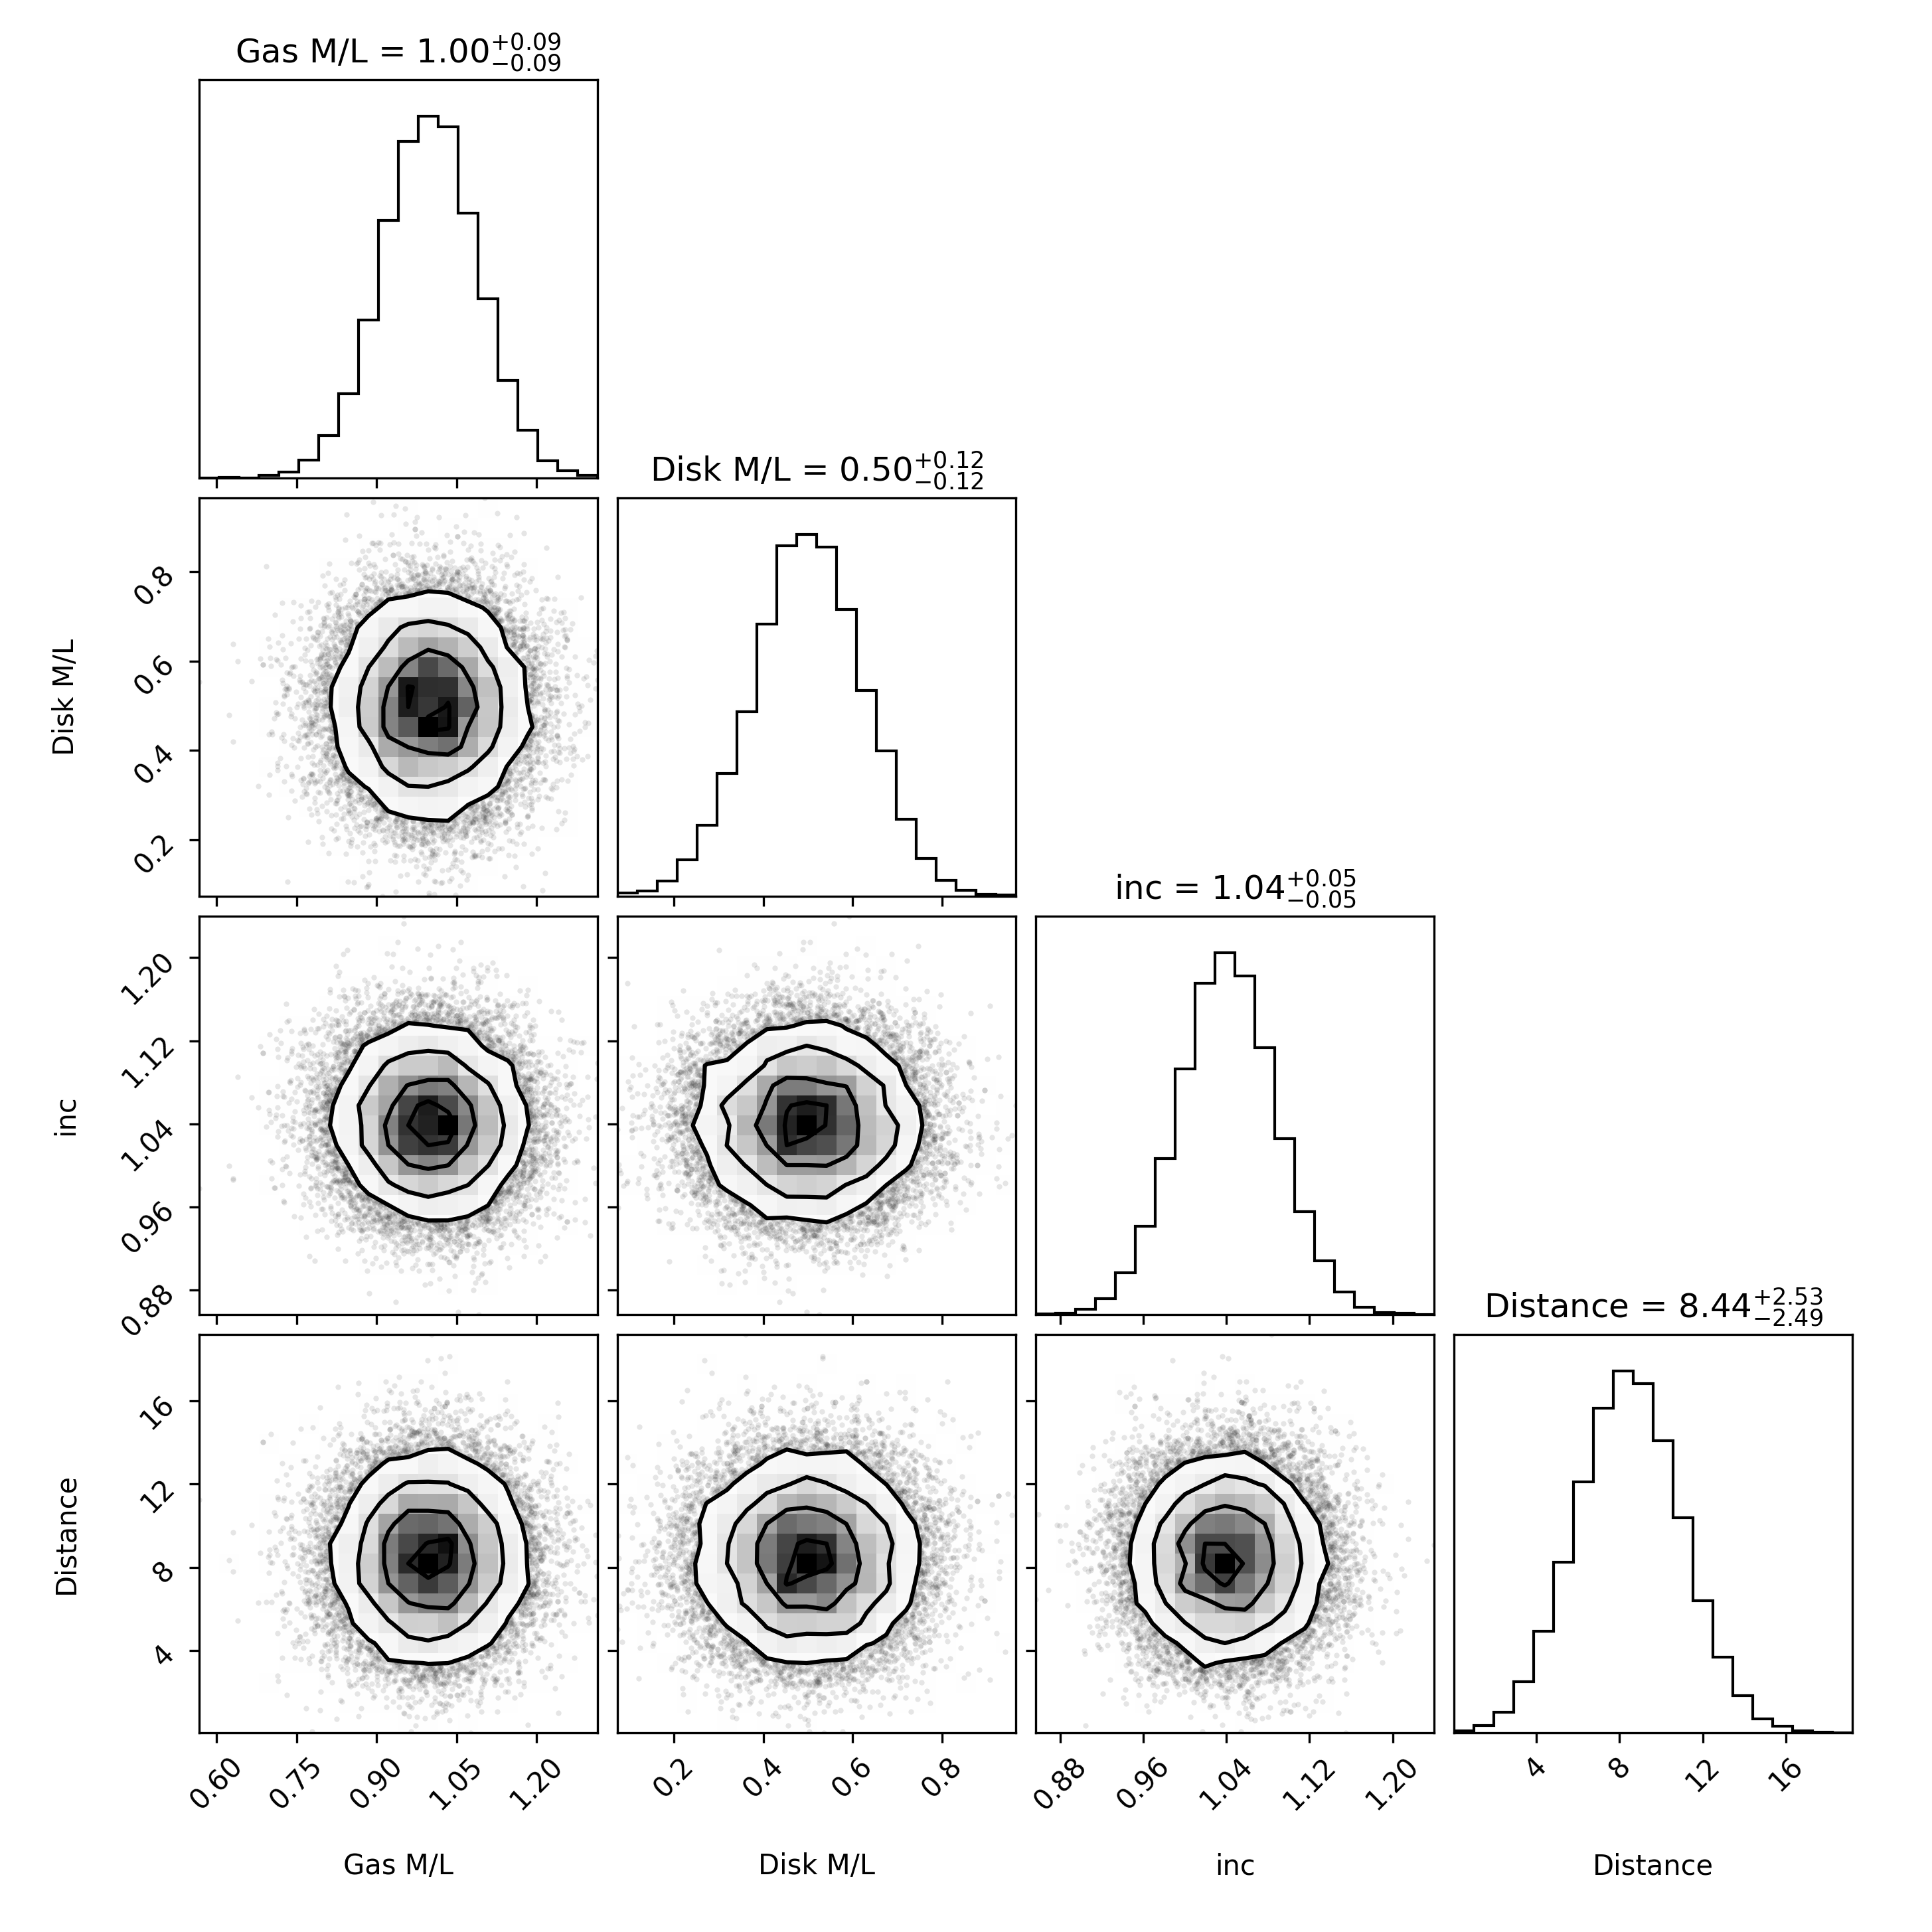 Gas M/L = 1.00+0.09 −0.09
Disk M/L = 0.50+0.12 −0.12
0.8
0.6
0.4
0.2
Disk M/L
inc = 1.04+0.05 −0.05
1.20
1.12
1.04
0.96
0.88
inc
Distance = 8.44+2.53 −2.49
16
12
8
4
Distance
0.60 0.75 0.90 1.05 1.20 0.2 0.4 0.6 0.8 0.88 0.96 1.04 1.12 1.20 4 8 12 16
Gas M/L Disk M/L inc Distance